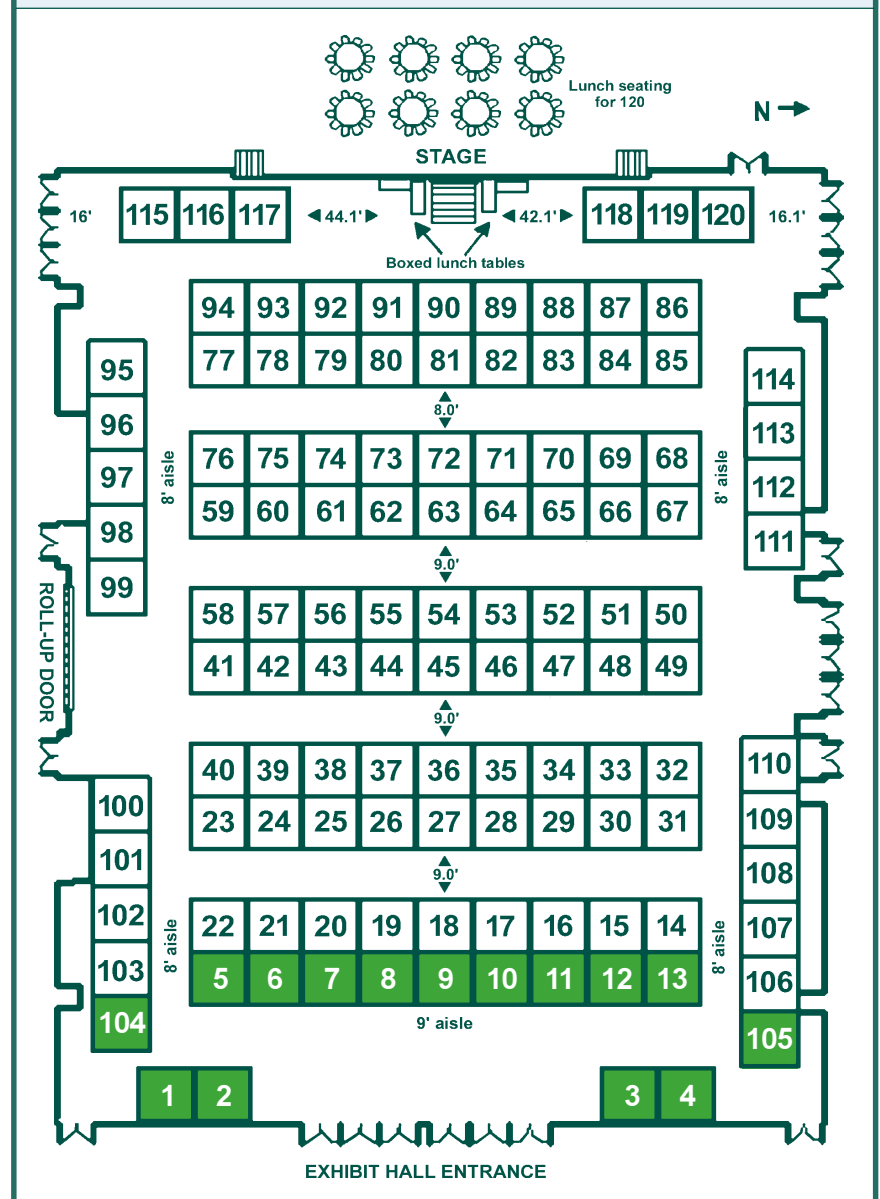 Lunch seating
for 120
N
STAGE
16'
115 116 117
44.1'
42.1'
118 119 120
16.1'
Boxed lunch tables
94 93 92 91 90 89 88 87 86
77 78 79 80 81 82 83 84 85
8.0'
95
96
97
98
99
8' aisle
76 75 74 73 72 71 70 69 68
59 60 61 62 63 64 65 66 67
8' aisle
114
113
112
111
9.0'
ROLL-UP DOOR
58 57 56 55 54 53 52 51 50
41 42 43 44 45 46 47 48 49
9.0'
40 39 38 37 36 35 34 33 32
23 24 25 26 27 28 29 30 31
9.0'
100
101
102
103
104
8' aisle
22 21 20 19 18 17 16 15 14
5 6 7 8 9 10 11 12 13
8' aisle
110
109
108
107
106
105
9' aisle
1 2
3 4
EXHIBIT HALL ENTRANCE